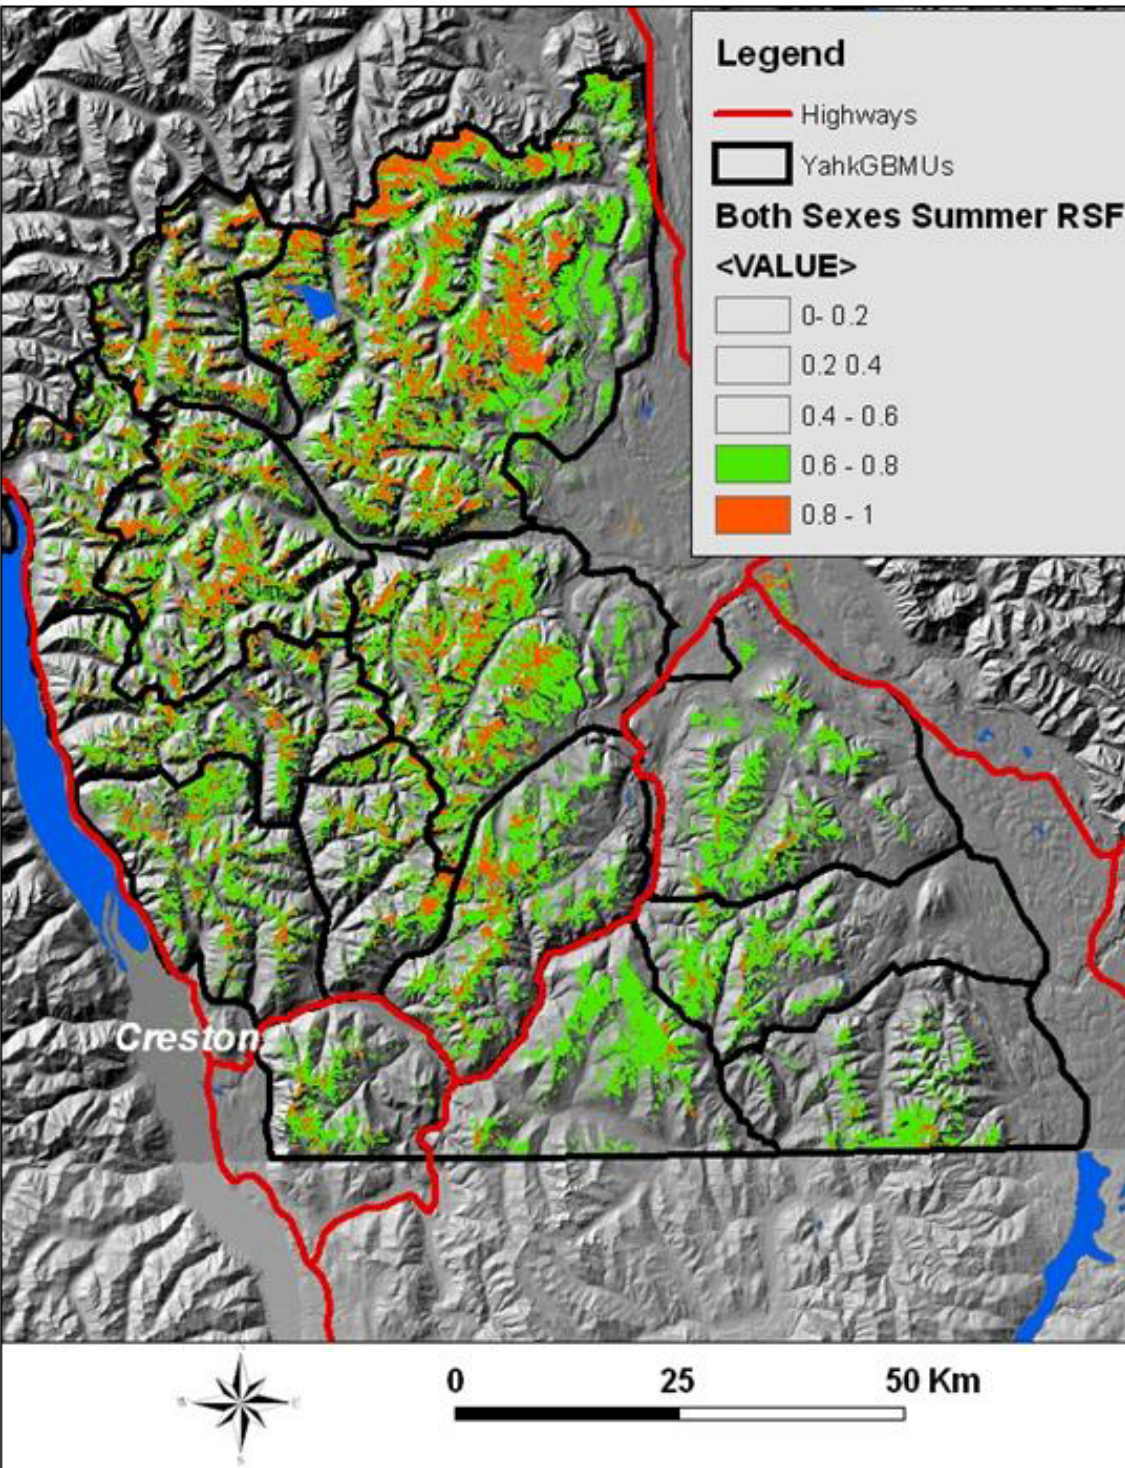 Legend
Highways
YahkGBMUs
Both Sexes Summer RSF
<VALUE>
0- 0.2
0.2 0.4
0.4 - 0.6
0.6 - 0.8
0.8 - 1
Creston
0 25 50 Km